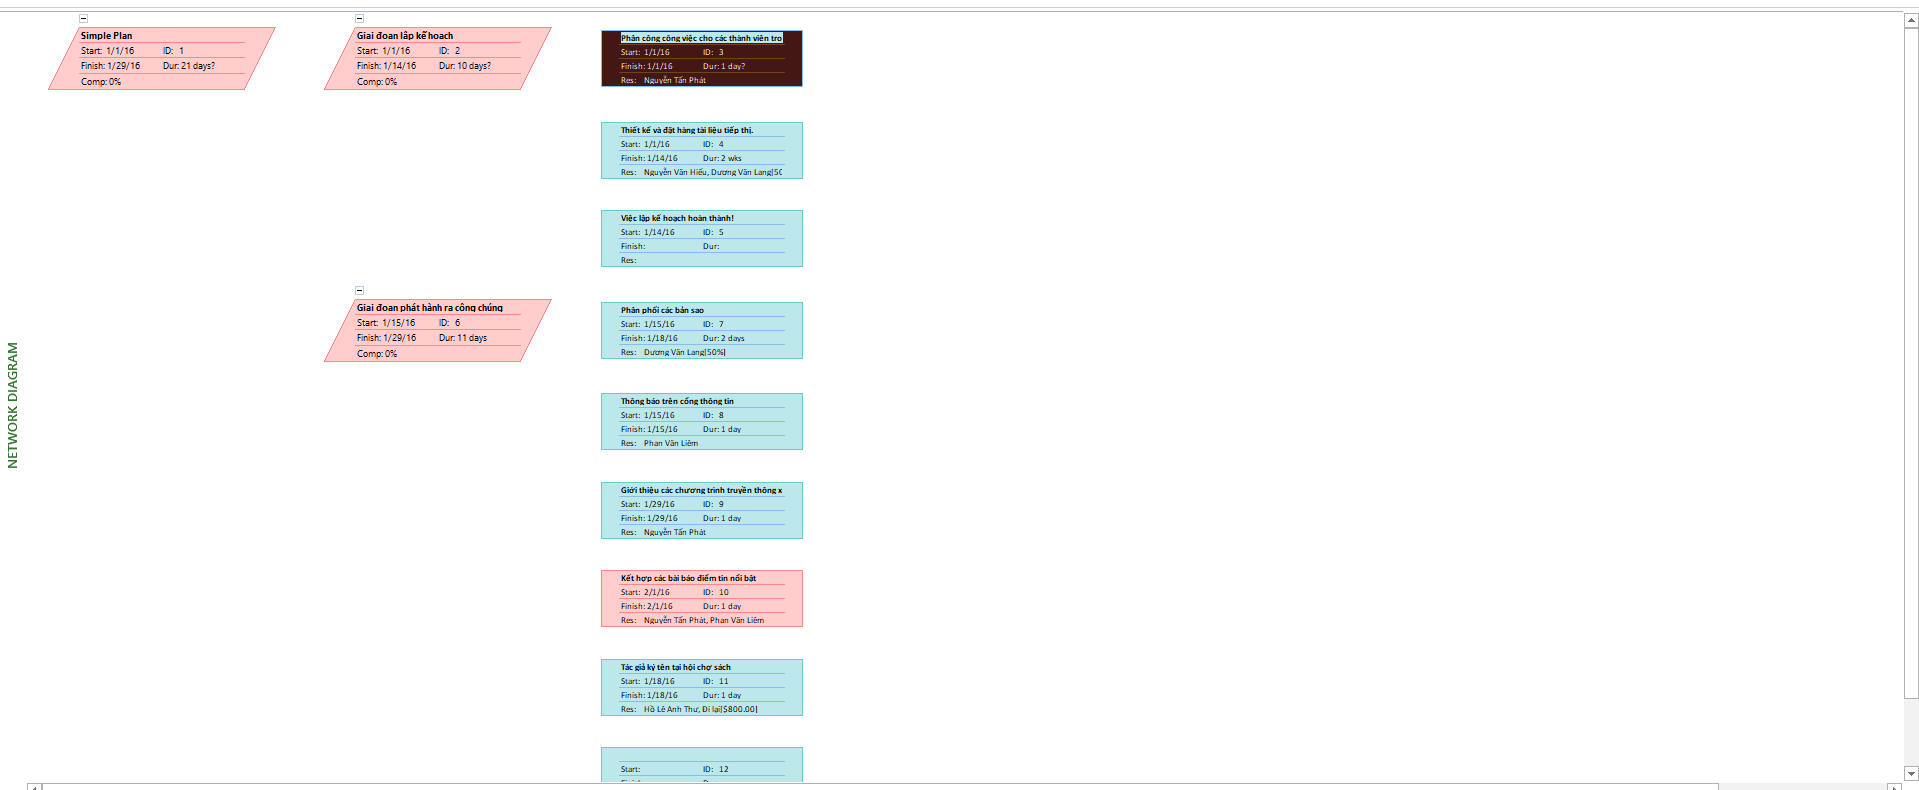 Simple Plan
Start: 1/1/16 ID: 1
Finish: 1/29/16 Dur: 21 days?
Comp: 0%
Giai đoạn lập kế hoạch
Start: 1/1/16 ID: 2
Finish: 1/14/16 Dur: 10 days?
Comp: 0%
Phân công công việc cho các thành viên tro
Start: 1/1/16 ID: 3
Finish: 1/1/16 Dur: 1 day?
Res: Nguyễn Tấn Phát
Thiết kế và đặt hàng tài liệu tiếp thị.
Start: 1/1/16 ID: 4
Finish: 1/14/16 Dur: 2 wks
Res: Nguyễn Văn Hiếu, Dương Văn Lang[50
Việc lập kế hoạch hoàn thành!
Start: 1/14/16 ID: 5
Finish: Dur:
Res:
Giai đoạn phát hành ra công chúng
Start: 1/15/16 ID: 6
Finish: 1/29/16 Dur: 11 days
Comp: 0%
Phân phối các bản sao
Start: 1/15/16 ID: 7
Finish: 1/18/16 Dur: 2 days
Res: Dương Văn Lang[50%]
Thông báo trên cổng thông tin
Start: 1/15/16 ID: 8
Finish: 1/15/16 Dur: 1 day
Res: Phan Văn Liêm
Giới thiệu các chương trình truyền thông x
Start: 1/29/16 ID: 9
Finish: 1/29/16 Dur: 1 day
Res: Nguyễn Tấn Phát
Kết hợp các bài báo điểm tin nổi bật
Start: 2/1/16 ID: 10
Finish: 2/1/16 Dur: 1 day
Res: Nguyễn Tấn Phát, Phan Văn Liêm
Tác giả ký tên tại hội chợ sách
Start: 1/18/16 ID: 11
Finish: 1/18/16 Dur: 1 day
Res: Hồ Lê Anh Thư, Đi lại[$800.00]
Start: ID: 12
NETWORK DIAGRAM